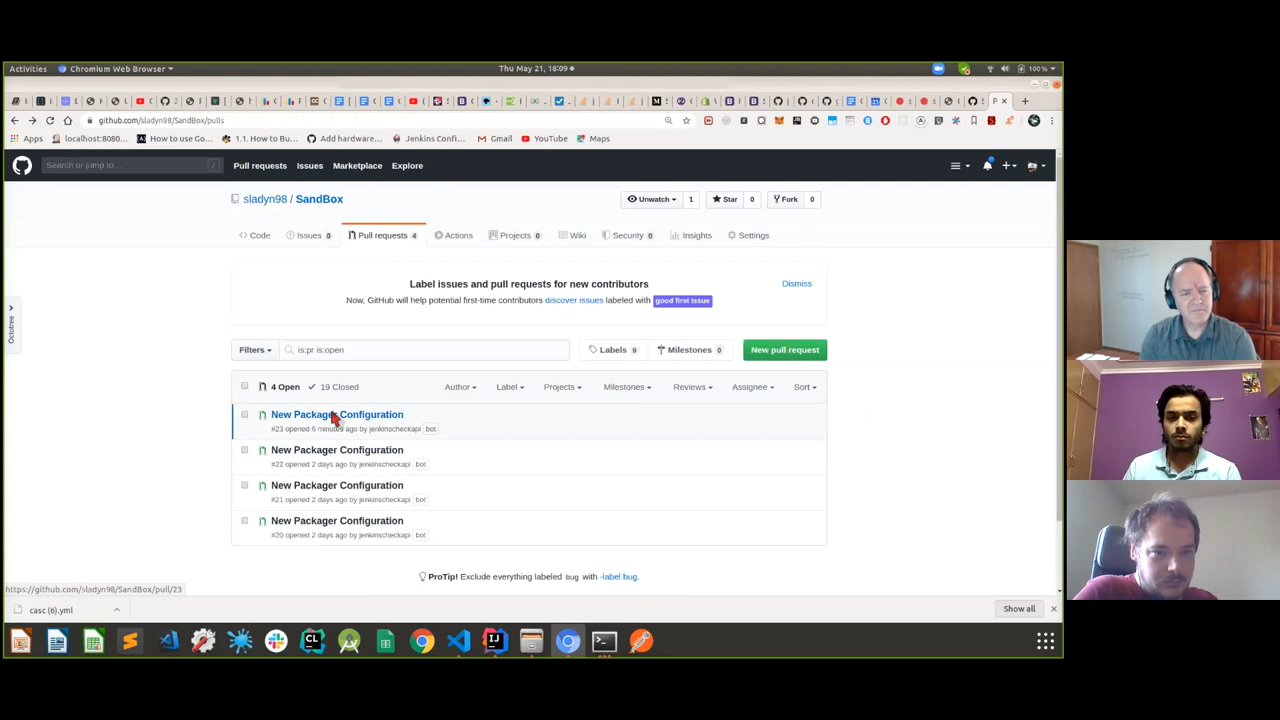 Activities
Chromium Web Browser
Thu May 21, 18:09
100 %
github.com/sladyn98/SandBox/pulls
Apps
localhost:8080...
How to use Go...
1.1. How to Bu...
Add hardware...
Jenkins Confi...
Gmail
YouTube
Maps
Search or jump to...
/
Pull requests
Issues
Marketplace
Explore
sladyn98 / SandBox
Unwatch
1
Star
0
Fork
0
Code
Issues 0
Pull requests 4
Actions
Projects 0
Wiki
Security 0
Insights
Settings
Octotree
Label issues and pull requests for new contributors
Dismiss
Now, GitHub will help potential first-time contributors discover issues labeled with good first issue
Filters
is:pr is:open
Labels 9
Milestones 0
New pull request
4 Open
19 Closed
Author
Label
Projects
Milestones
Reviews
Assignee
Sort
New Packager Configuration
#23 opened 6 minutes ago by jenkinscheckapi bot
New Packager Configuration
#22 opened 2 days ago by jenkinscheckapi bot
New Packager Configuration
#21 opened 2 days ago by jenkinscheckapi bot
New Packager Configuration
#20 opened 2 days ago by jenkinscheckapi bot
ProTip! Exclude everything labeled bug with -label:bug.
https://github.com/sladyn98/SandBox/pull/23
casc (6).yml
Show all